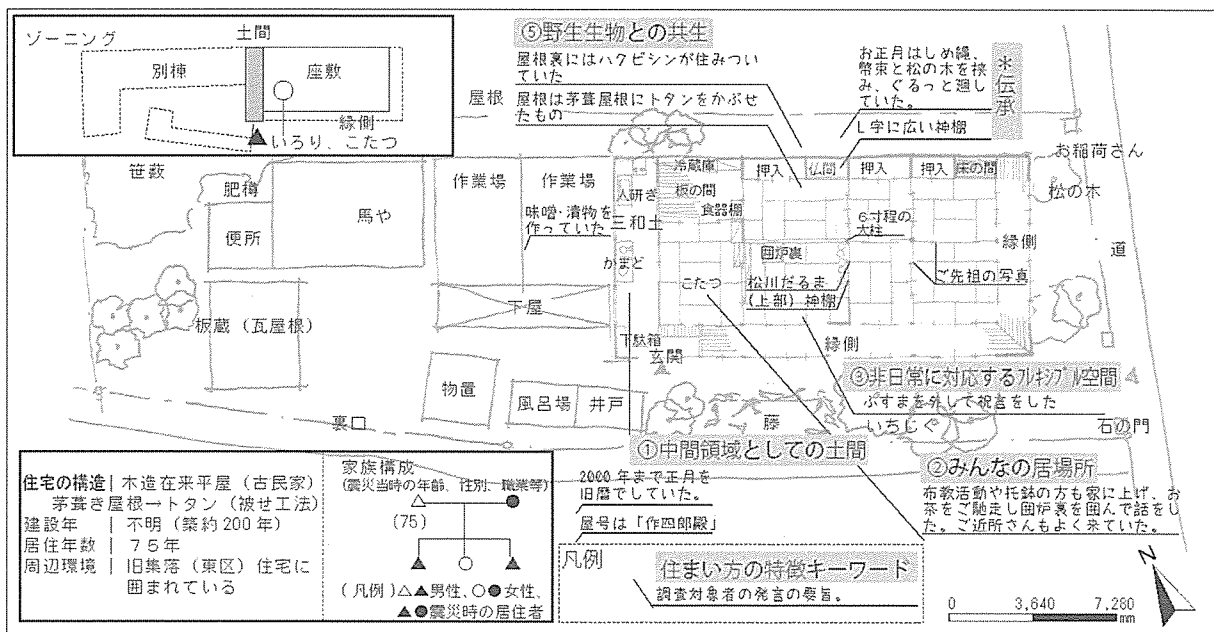 ゾーニング
土間
別棟
座敷
縁側
いろり、こたつ
⑤野生生物との共生
屋根裏にはハクビシンが住みつい
ていた
屋根は茅葺屋根にトタンをかぶせ
たもの
屋根
お正月はしめ縄、
幣束と松の木を挟
み、ぐるっと廻し
ていた。
L字に広い神棚
*伝承
お稲荷さん
松の木
道
笹薮
肥樽
便所
馬や
作業場
作業場
味噌・漬物を
作っていた
人研ぎ
三和土
かまど
冷蔵庫
板の間
食器棚
押入
仏間
押入
押入
床の間
6寸程の
大柱
縁側
囲炉裏
こたつ
松川だるま
(上部)神棚
ご先祖の写真
板蔵(瓦屋根)
下屋
下駄箱
玄関
縁側
物置
風呂場
井戸
裏口
藤
いちじく
石の門
③非日常に対応するフレキシブル空間
ふすまを外して祝言をした
①中間領域としての土間
2000年まで正月を
旧暦でしていた。
屋号は「作四郎殿」
②みんなの居場所
布教活動や托鉢の方も家に上げ、お
茶をご馳走し囲炉裏を囲んで話をし
た。ご近所さんもよく来ていた。
住宅の構造|木造在来平屋(古民家)
茅葺き屋根→トタン(被せ工法)
建設年|不明(築約200年)
居住年数|75年
周辺環境|旧集落(東区)住宅に
囲まれている
家族構成
(震災当時の年齢、性別、職業等)
(75)
(凡例)△▲男性、○●女性、
▲●震災時の居住者
凡例
住まい方の特徴キーワード
調査対象者の発言の要旨。
N
0 3,640 7,280
mm